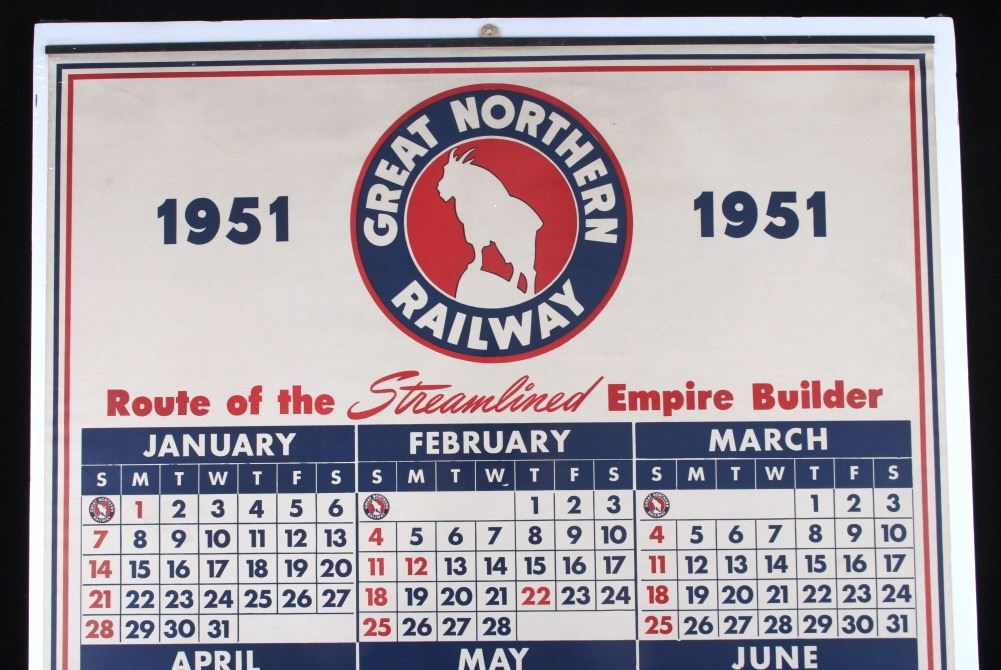 GREAT NORTHERN
RAILWAY
1951 1951
Route of the Streamlined Empire Builder
JANUARY FEBRUARY MARCH
S M T W T F S S M T W T F S S M T W T F S
1 2 3 4 5 6 1 2 3 1 2 3
7 8 9 10 11 12 13 4 5 6 7 8 9 10 4 5 6 7 8 9 10
14 15 16 17 18 19 20 11 12 13 14 15 16 17 11 12 13 14 15 16 17
21 22 23 24 25 26 27 18 19 20 21 22 23 24 18 19 20 21 22 23 24
28 29 30 31 25 26 27 28 25 26 27 28 29 30 31
APRIL MAY JUNE